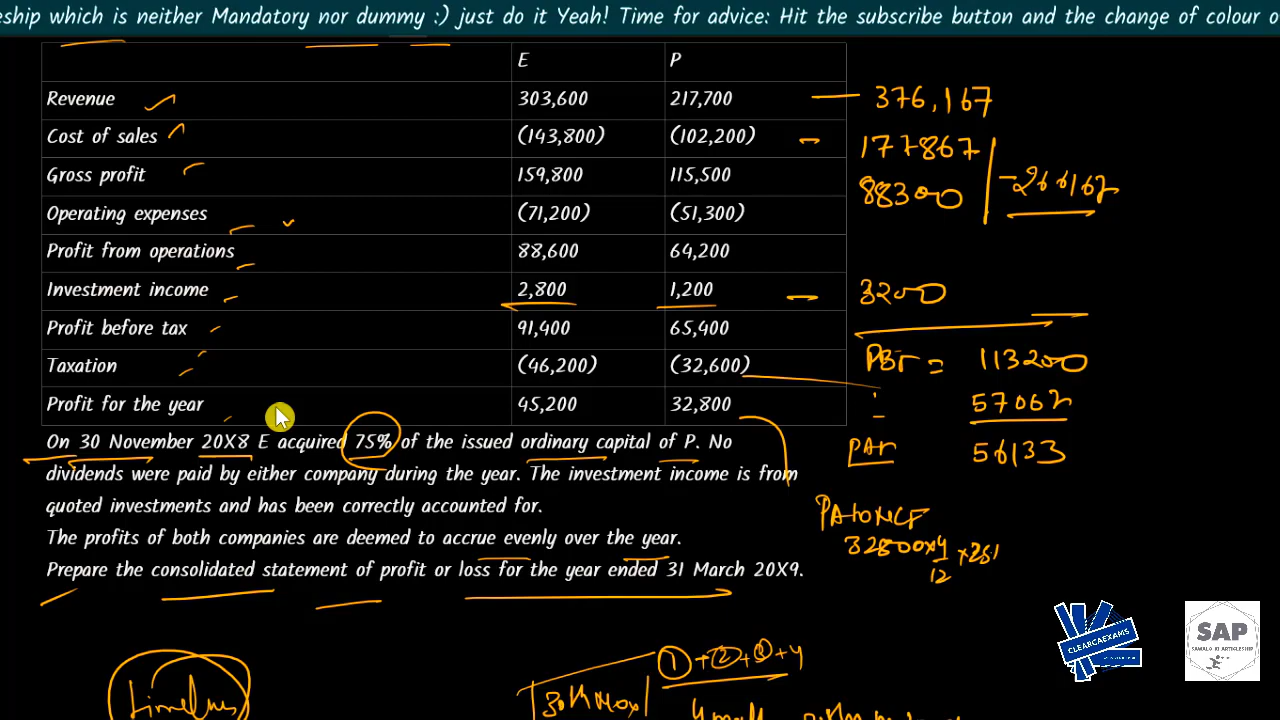 eship which is neither Mandatory nor dummy :) just do it Yeah! Time for advice: Hit the subscribe button and the change of colour o
E P
Revenue 303,600 217,700 376,167
Cost of sales (143,800) (102,200) 177867
Gross profit 159,800 115,500 88300 -266167
Operating expenses (71,200) (51,300)
Profit from operations 88,600 64,200
Investment income 2,800 1,200 3200
Profit before tax 91,400 65,400
Taxation (46,200) (32,600) PBT = 113200
Profit for the year 45,200 32,800 57067
On 30 November 20X8 E acquired 75% of the issued ordinary capital of P. No PAT 56133
dividends were paid by either company during the year. The investment income is from
quoted investments and has been correctly accounted for.
The profits of both companies are deemed to accrue evenly over the year. 32800x4/12 x25%
Prepare the consolidated statement of profit or loss for the year ended 31 March 20X9.
CLEARCAEXAMS
SAP
SAWALO KI ARTICLESHIP
1+2+3+4
timelines